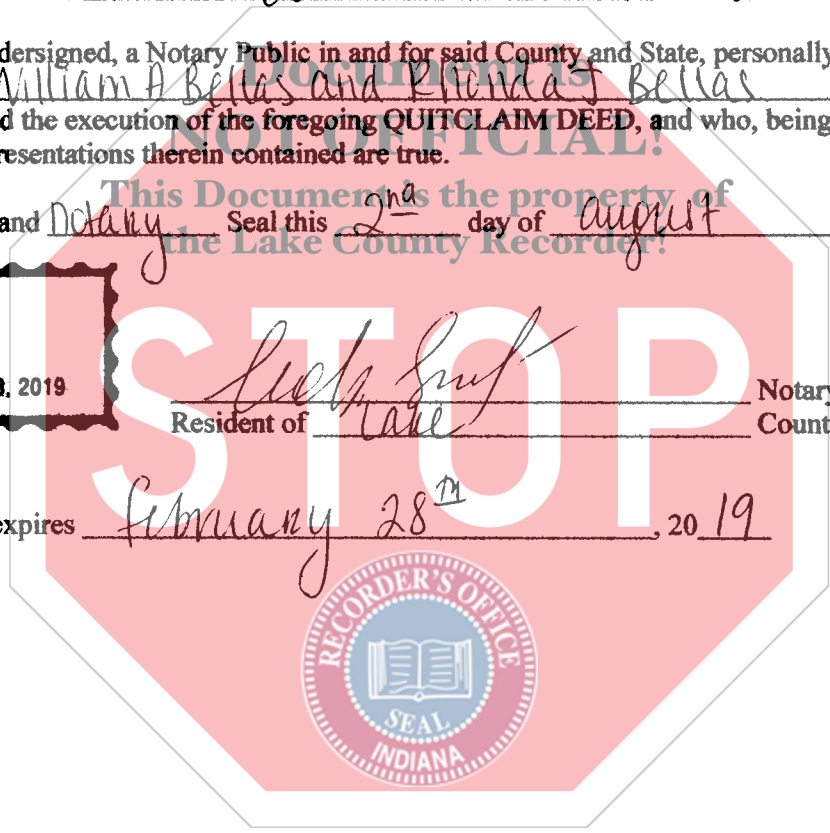 dersigned, a Notary Public in and for said County and State, personally
Document is
William A Bellas and Rhonda J Bellas
d the execution of the foregoing QUITCLAIM DEED, and who, being
NOT OFFICIAL!
resentations therein contained are true.
This Document is the property of
and Notary Seal this 2nd day of august
the Lake County Recorder!
STOP
, 2019
Notary
Resident of Lake Count
expires February 28TH, 20 19
RECORDER'S OFFICE
SEAL
INDIANA